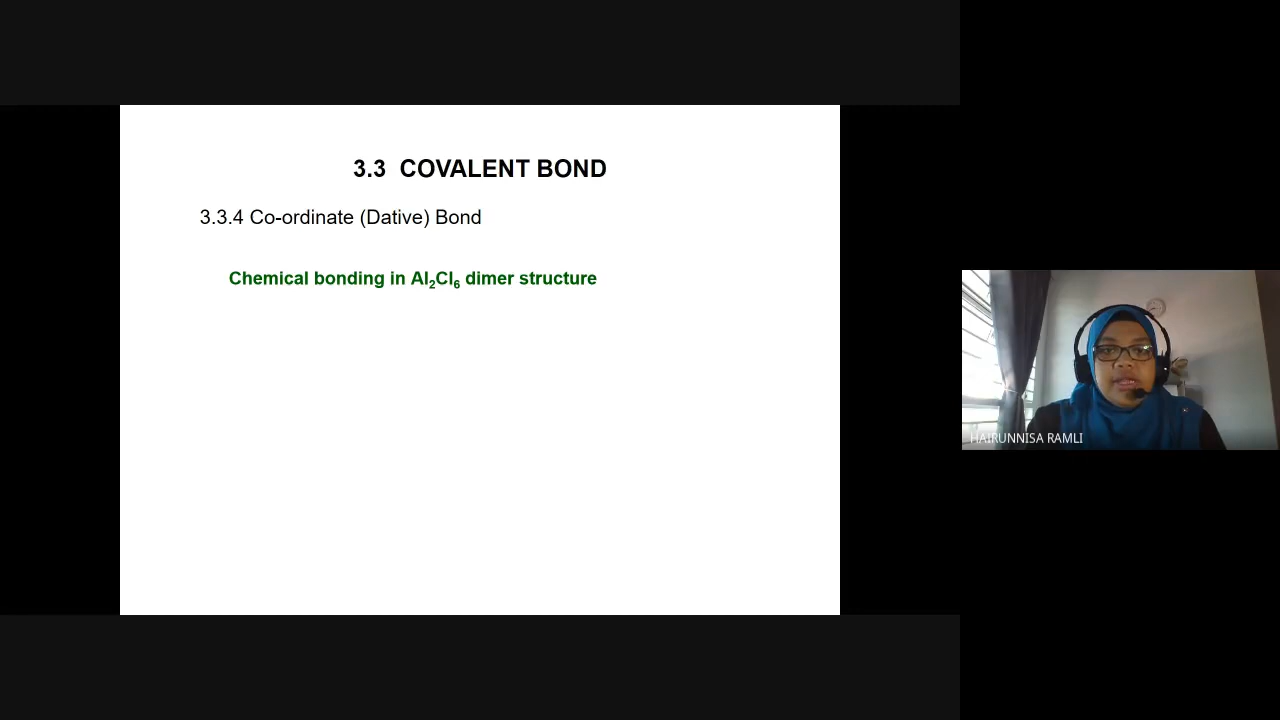 3.3 COVALENT BOND
3.3.4 Co-ordinate (Dative) Bond
Chemical bonding in Al₂Cl₆ dimer structure
HAIRUNNISA RAMLI